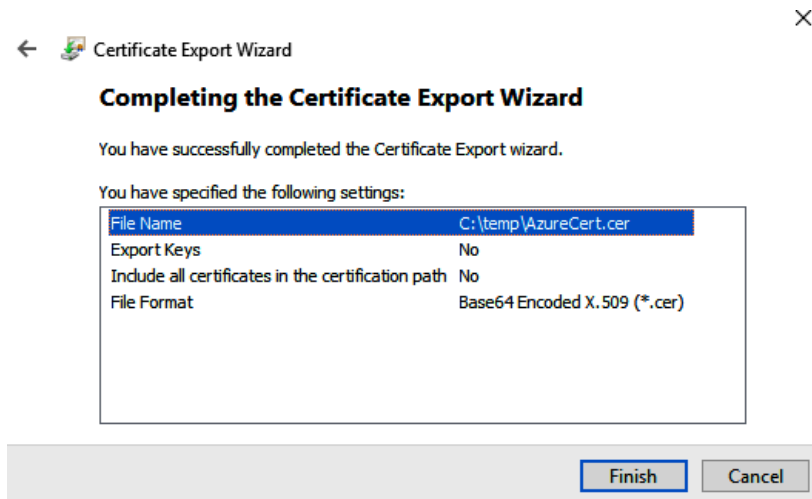 Certificate Export Wizard
Completing the Certificate Export Wizard
You have successfully completed the Certificate Export wizard.
You have specified the following settings:
File Name C:\temp\AzureCert.cer
Export Keys No
Include all certificates in the certification path No
File Format Base64 Encoded X.509 (*.cer)
Finish Cancel